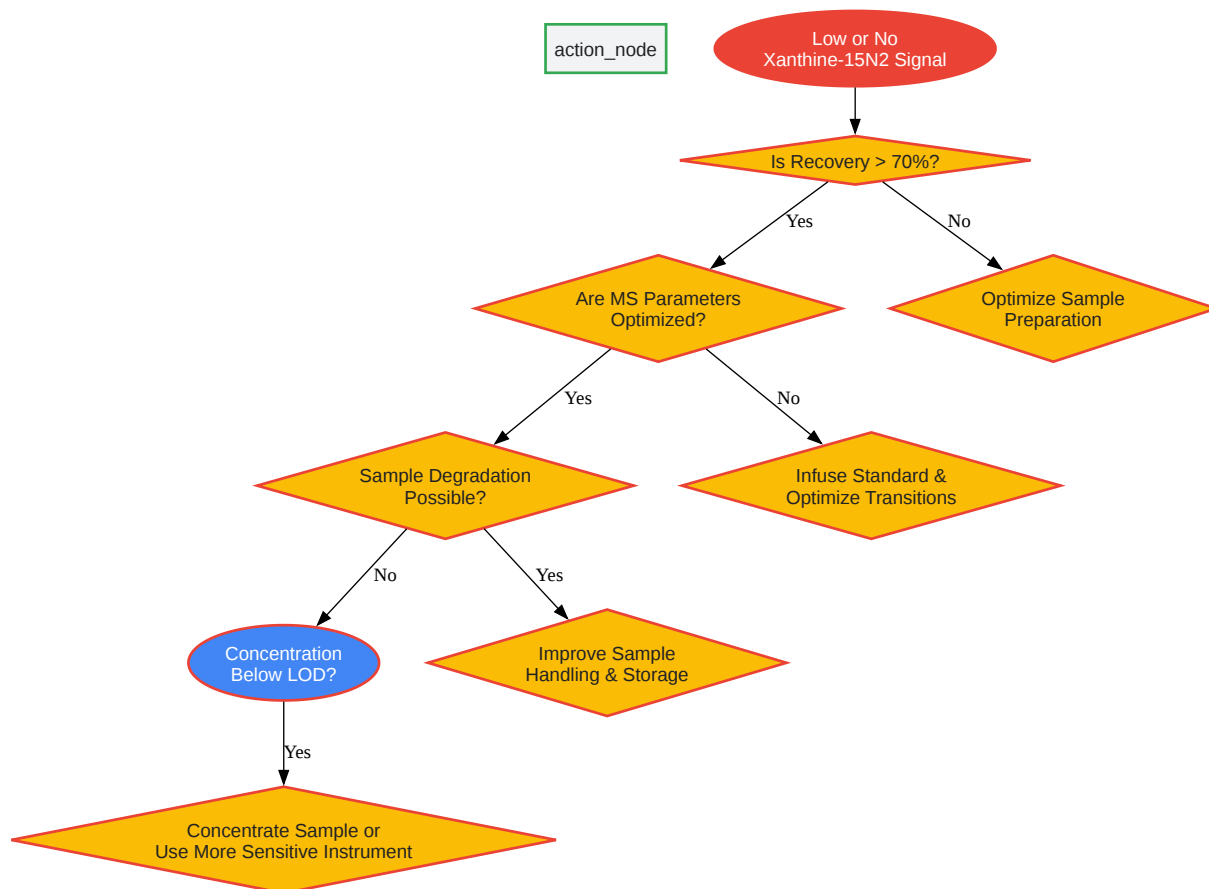 action_node
Low or No
Xanthine-15N2 Signal
Is Recovery > 70%?
Yes
No
Are MS Parameters
Optimized?
Optimize Sample
Preparation
Yes
No
Sample Degradation
Possible?
Infuse Standard &
Optimize Transitions
No
Yes
Concentration
Below LOD?
Improve Sample
Handling & Storage
Yes
Concentrate Sample or
Use More Sensitive Instrument